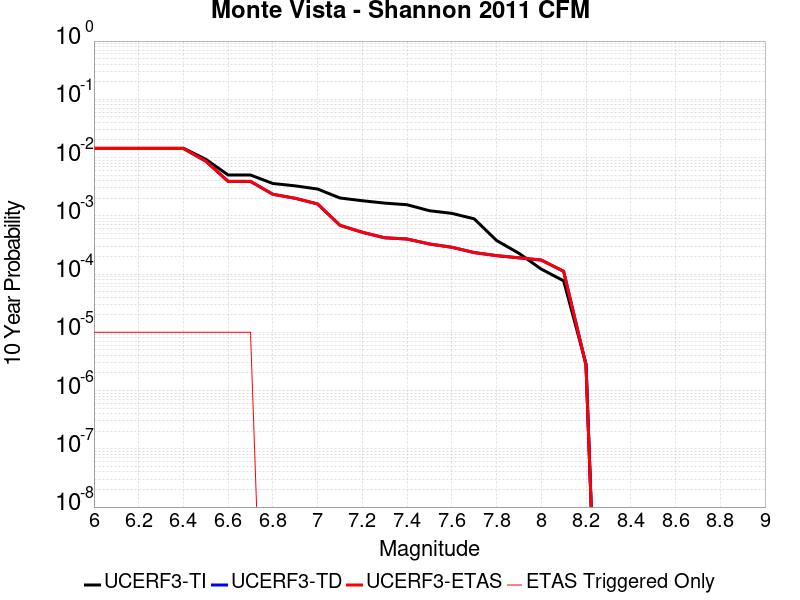 Monte Vista - Shannon 2011 CFM
10^0
10^-1
10^-2
10^-3
10^-4
10^-5
10^-6
10^-7
10^-8
10 Year Probability
6 6.2 6.4 6.6 6.8 7 7.2 7.4 7.6 7.8 8 8.2 8.4 8.6 8.8 9
Magnitude
UCERF3-TI UCERF3-TD UCERF3-ETAS ETAS Triggered Only